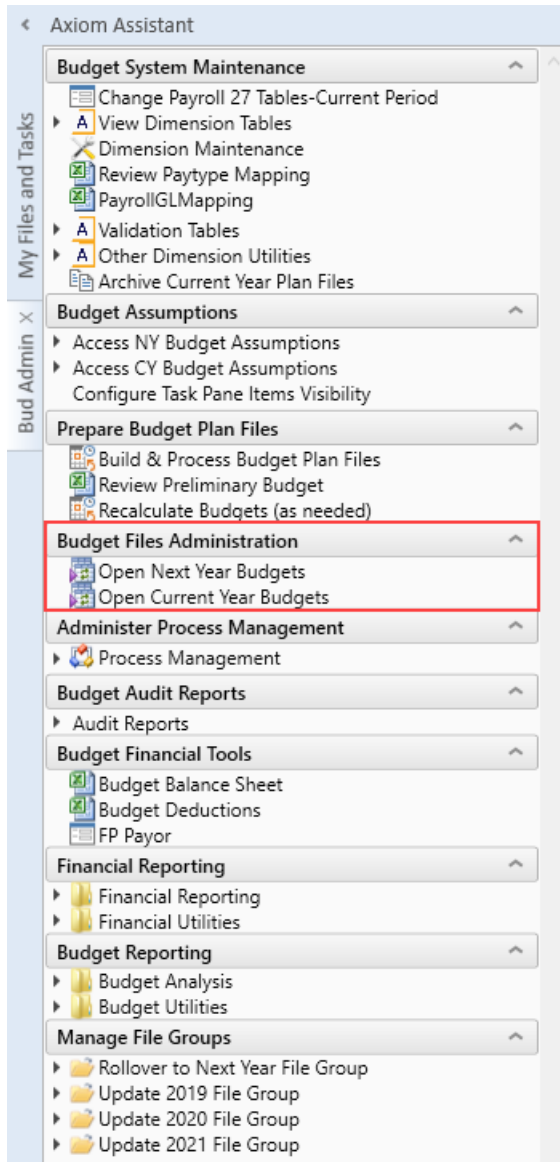 Axiom Assistant
My Files and Tasks
Bud Admin
Budget System Maintenance
Change Payroll 27 Tables-Current Period
View Dimension Tables
Dimension Maintenance
Review Paytype Mapping
PayrollGLMapping
Validation Tables
Other Dimension Utilities
Archive Current Year Plan Files
Budget Assumptions
Access NY Budget Assumptions
Access CY Budget Assumptions
Configure Task Pane Items Visibility
Prepare Budget Plan Files
Build & Process Budget Plan Files
Review Preliminary Budget
Recalculate Budgets (as needed)
Budget Files Administration
Open Next Year Budgets
Open Current Year Budgets
Administer Process Management
Process Management
Budget Audit Reports
Audit Reports
Budget Financial Tools
Budget Balance Sheet
Budget Deductions
FP Payor
Financial Reporting
Financial Reporting
Financial Utilities
Budget Reporting
Budget Analysis
Budget Utilities
Manage File Groups
Rollover to Next Year File Group
Update 2019 File Group
Update 2020 File Group
Update 2021 File Group